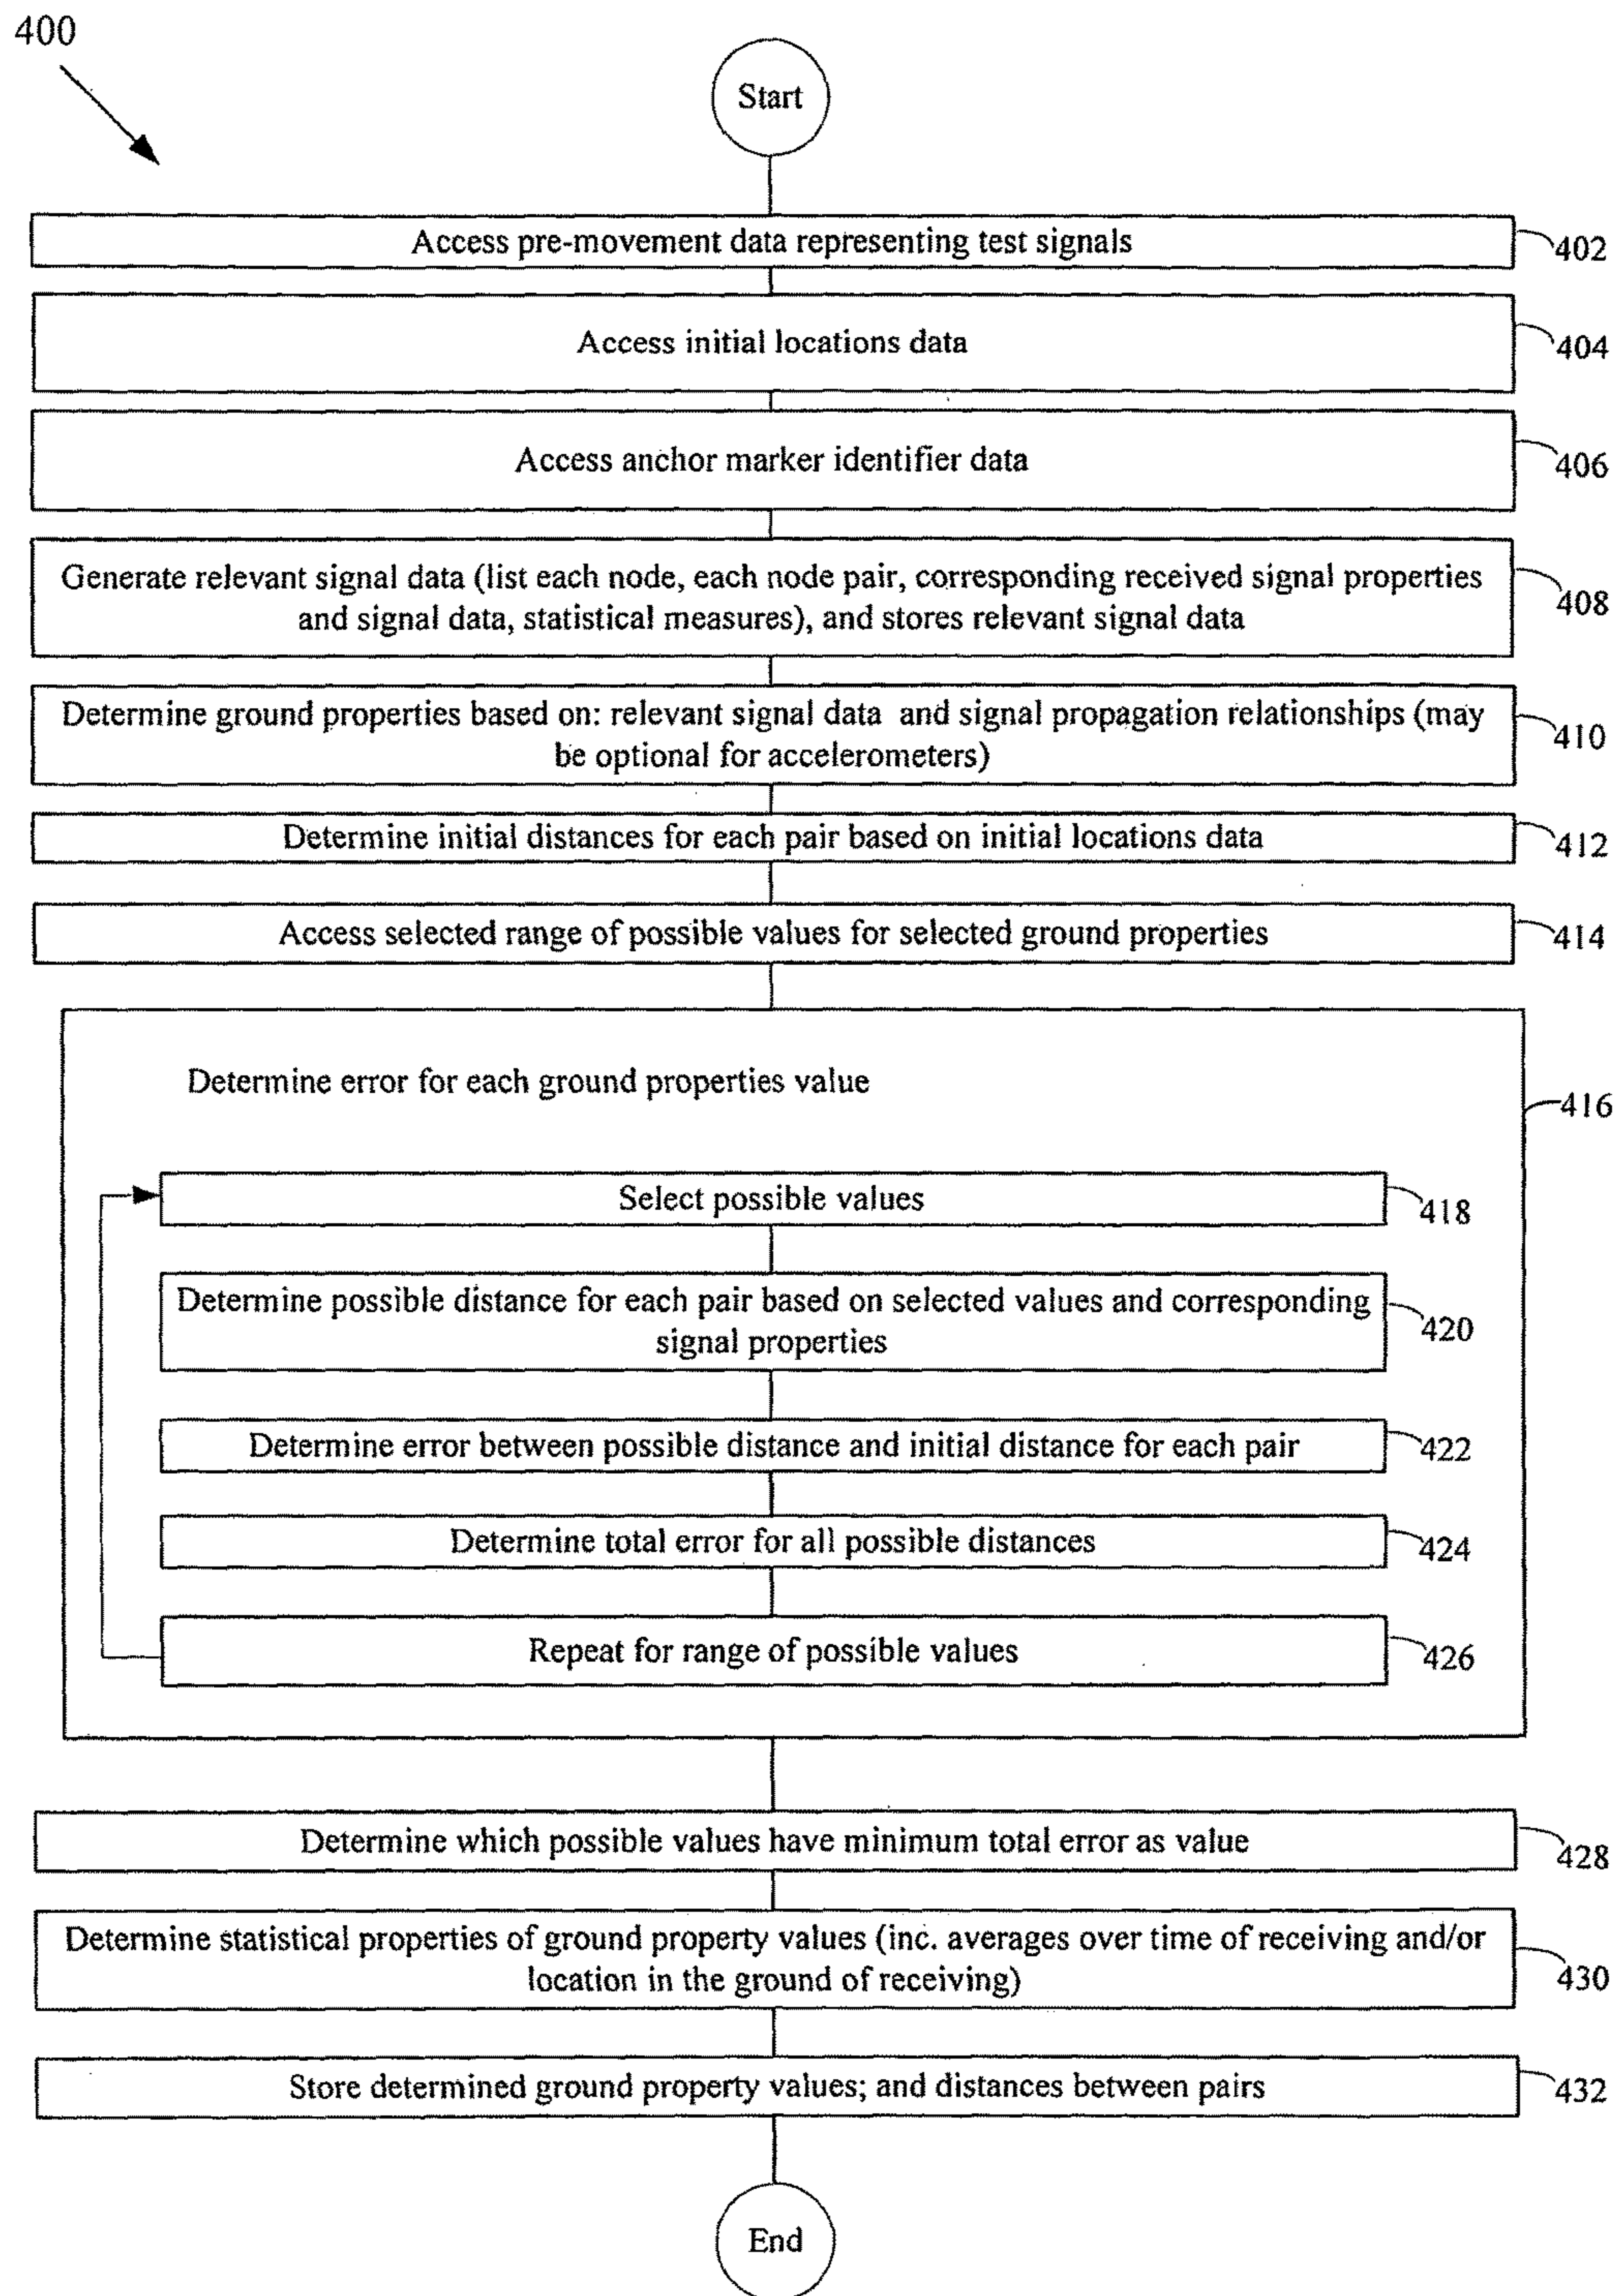 400
Start
Access pre-movement data representing test signals
402
Access initial locations data
404
Access anchor marker identifier data
406
Generate relevant signal data (list each node, each node pair, corresponding received signal properties
and signal data, statistical measures), and stores relevant signal data
408
Determine ground properties based on: relevant signal data and signal propagation relationships (may
be optional for accelerometers)
410
Determine initial distances for each pair based on initial locations data
412
Access selected range of possible values for selected ground properties
414
Determine error for each ground properties value
416
Select possible values
418
Determine possible distance for each pair based on selected values and corresponding
signal properties
420
Determine error between possible distance and initial distance for each pair
422
Determine total error for all possible distances
424
Repeat for range of possible values
426
Determine which possible values have minimum total error as value
428
Determine statistical properties of ground property values (inc. averages over time of receiving and/or
location in the ground of receiving)
430
Store determined ground property values; and distances between pairs
432
End